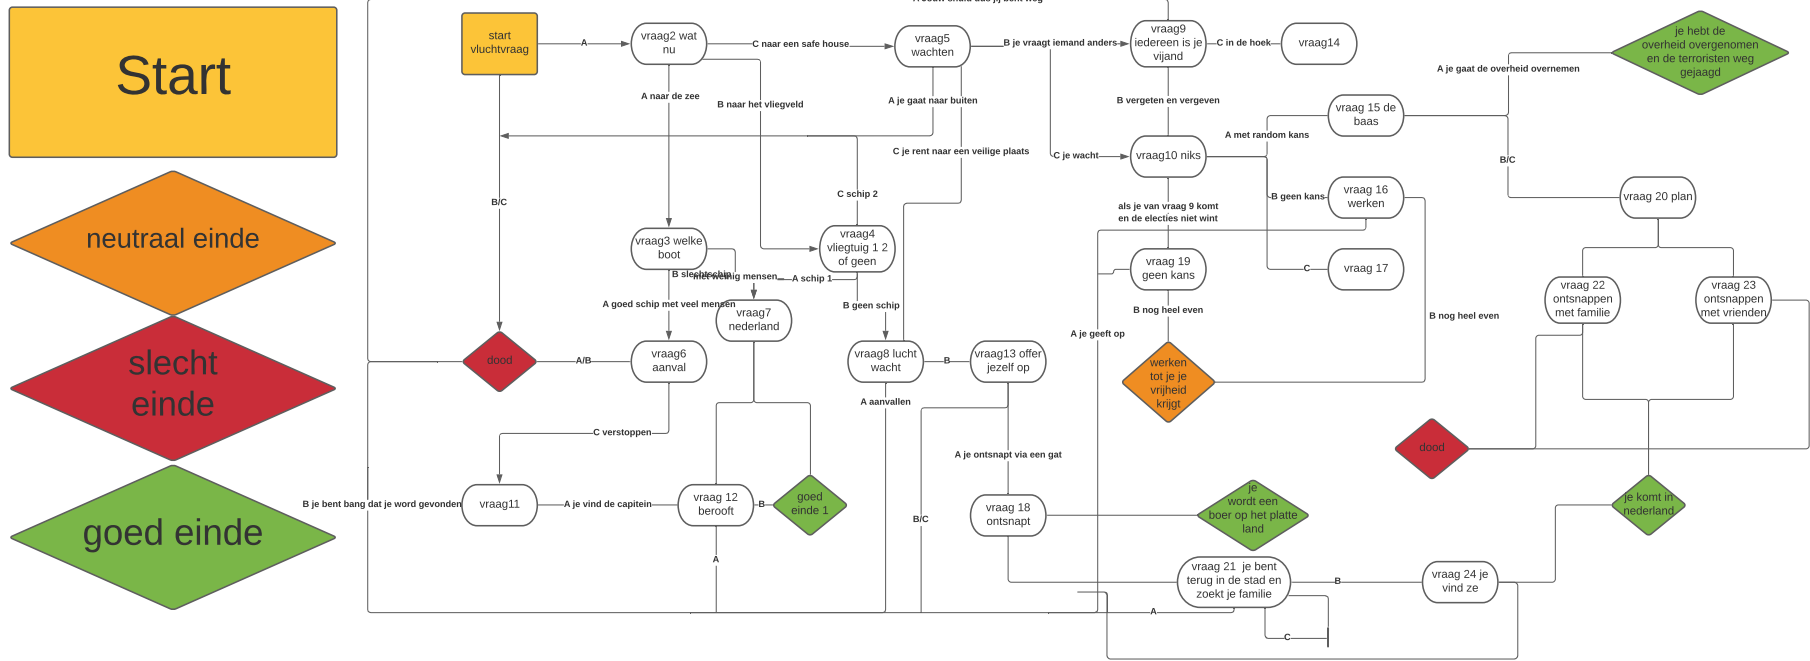 A Jouw shuld dus jij bent weg
Start
neutraal einde
slecht
einde
goed einde
start
vluchtvraag
A
vraag2 wat
nu
C naar een safe house
vraag5
wachten
B je vraagt iemand anders
vraag9
iedereen is je
vijand
C in de hoek
vraag14
je hebt de
overheid overgenomen
en de terroristen weg
gejaagd
A je gaat de overheid overnemen
A naar de zee
B naar het vliegveld
A je gaat naar buiten
B vergeten en vergeven
vraag 15 de
baas
A met random kans
C je rent naar een veilige plaats
C je wacht
vraag10 niks
B/C
B/C
C schip 2
als je van vraag 9 komt
en de electies niet wint
B geen kans
vraag 16
werken
vraag 20 plan
vraag3 welke
boot
vraag4
vliegtuig 1 2
of geen
vraag 19
geen kans
C
vraag 17
B slechtschip
met weinig mensen
A schip 1
A goed schip met veel mensen
B geen schip
vraag7
nederland
B nog heel even
B nog heel even
A je geeft op
vraag 22
ontsnappen
met familie
vraag 23
ontsnappen
met vrienden
dood
A/B
vraag6
aanval
vraag8 lucht
wacht
B
vraag13 offer
jezelf op
werken
tot je je
vrijheid
krijgt
A aanvallen
C verstoppen
A je ontsnapt via een gat
dood
B je bent bang dat je word gevonden
vraag11
A je vind de capitein
vraag 12
berooft
B
goed
einde 1
B/C
vraag 18
ontsnapt
je
wordt een
boer op het platte
land
je komt in
nederland
A
vraag 21 je bent
terug in de stad en
zoekt je familie
B
vraag 24 je
vind ze
A
C